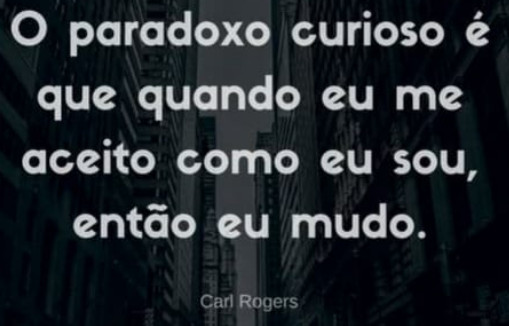 O paradoxo curioso é
que quando eu me
aceito como eu sou,
então eu mudo.
Carl Rogers